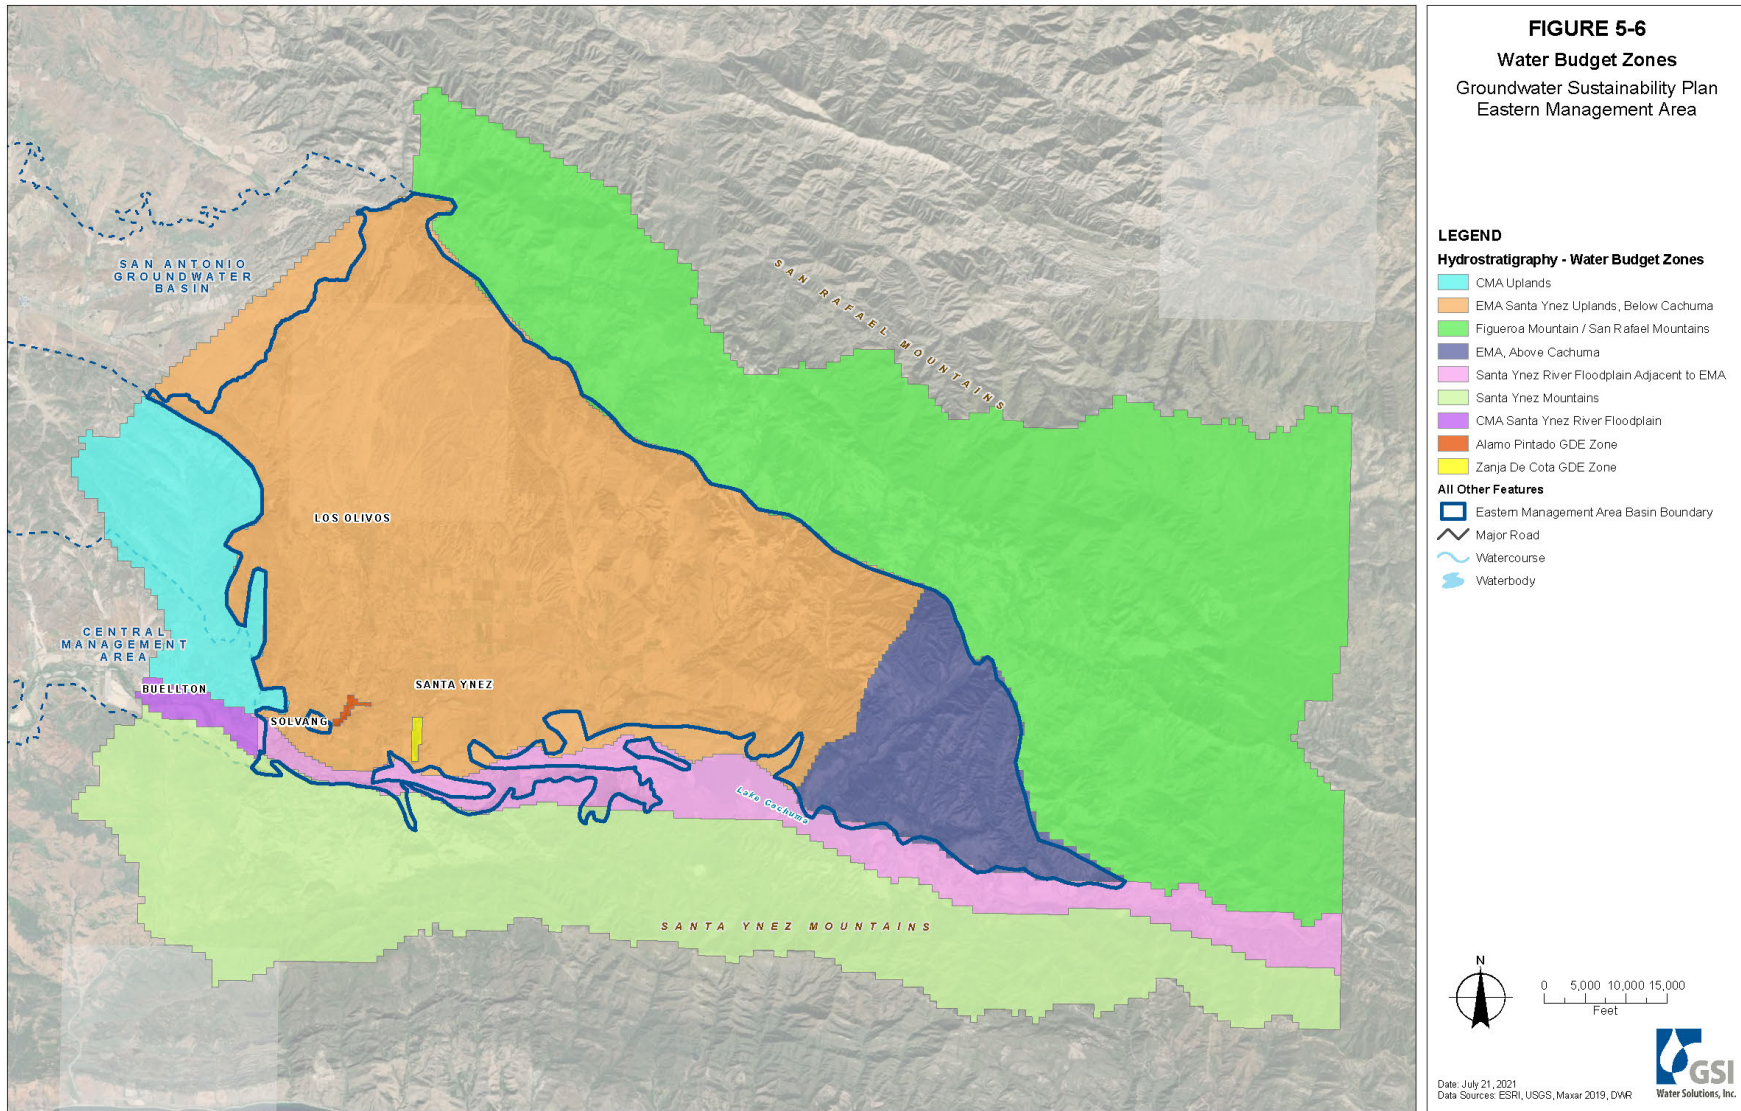 FIGURE 5-6
Water Budget Zones
Groundwater Sustainability Plan
Eastern Management Area
LEGEND
Hydrostratigraphy - Water Budget Zones
CMA Uplands
EMA Santa Ynez Uplands, Below Cachuma
Figueroa Mountain / San Rafael Mountains
EMA, Above Cachuma
Santa Ynez River Floodplain Adjacent to EMA
Santa Ynez Mountains
CMA Santa Ynez River Floodplain
Alamo Pintado GDE Zone
Zanja De Cota GDE Zone
All Other Features
Eastern Management Area Basin Boundary
Major Road
Watercourse
Waterbody
SAN ANTONIO
GROUNDWATER
BASIN
SAN RAFAEL MOUNTAINS
LOS OLIVOS
CENTRAL
MANAGEMENT
AREA
BUELLTON
SANTA YNEZ
SOLVANG
Lake Cachuma
SANTA YNEZ MOUNTAINS
N
0 5,000 10,000 15,000
Feet
GSI
Water Solutions, Inc.
Date: July 21, 2021
Data Sources: ESRI, USGS, Maxar 2019, DWR